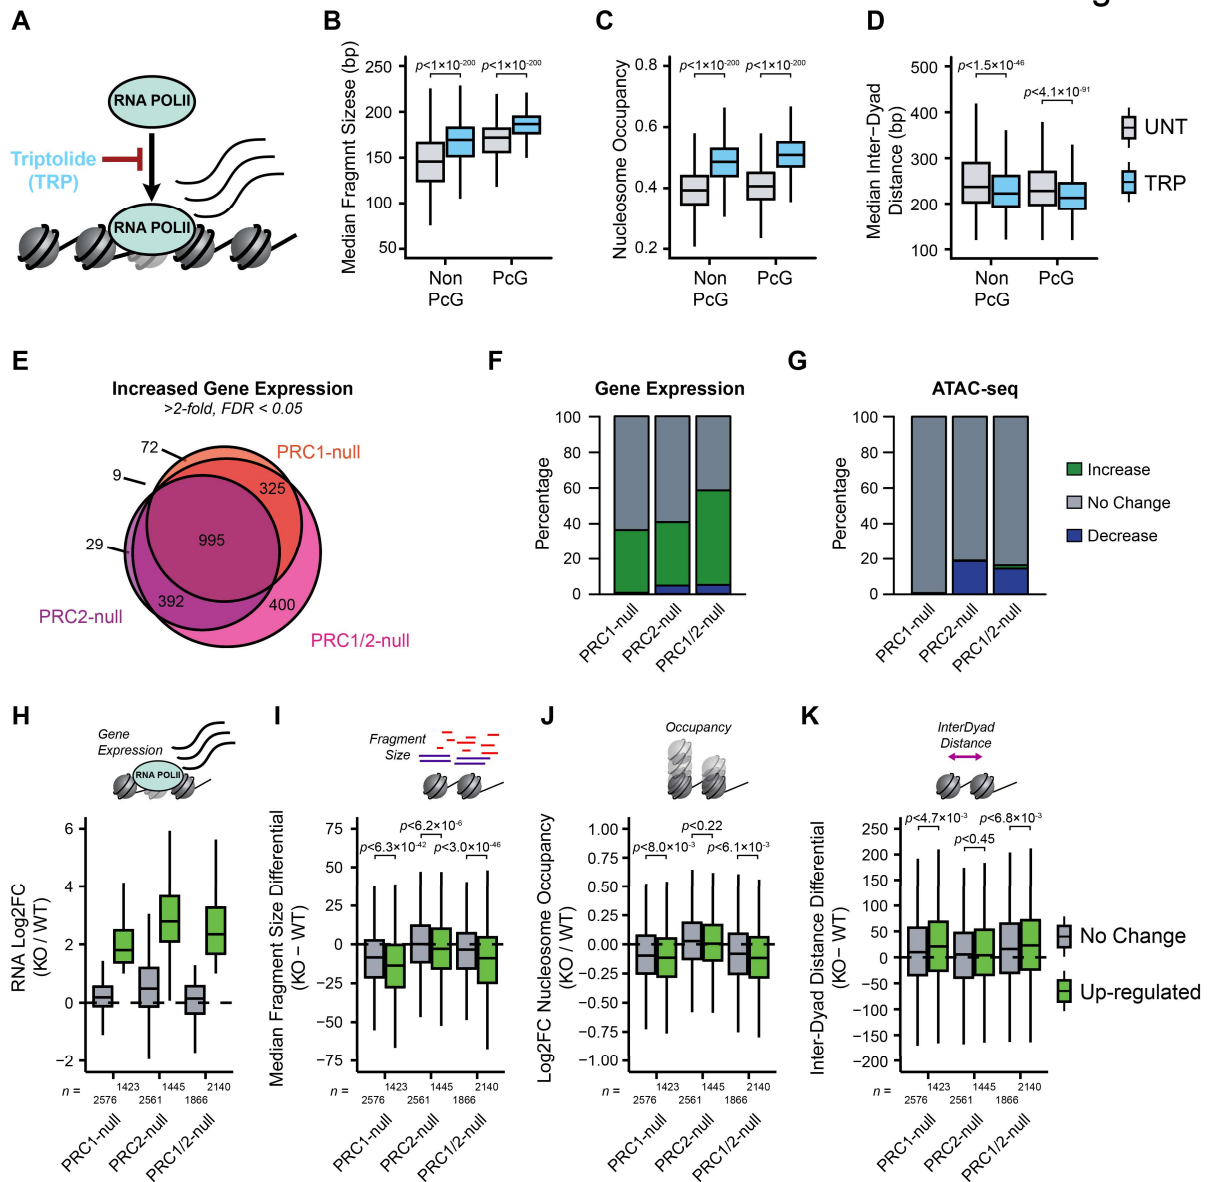 A
RNA POLII
Triptolide
(TRP)
RNA POLII
B
Median Fragmnt Sizese (bp)
250
200
150
100
50
p<1×10-200
p<1×10-200
Non
PcG
PcG
C
Nucleosome Occupancy
0.8
0.6
0.4
0.2
p<1×10-200
p<1×10-200
Non
PcG
PcG
D
Median Inter–Dyad
Distance (bp)
500
400
300
200
100
p<1.5×10-46
p<4.1×10-91
Non
PcG
PcG
UNT
TRP
E
Increased Gene Expression
>2-fold, FDR < 0.05
72
PRC1-null
9
325
995
29
392
400
PRC2-null
PRC1/2-null
F
Gene Expression
Percentage
100
80
60
40
20
0
PRC1-null
PRC2-null
PRC1/2-null
G
ATAC-seq
Percentage
100
80
60
40
20
0
PRC1-null
PRC2-null
PRC1/2-null
Increase
No Change
Decrease
H
Gene
Expression
RNA POLII
RNA Log2FC
(KO / WT)
6
4
2
0
−2
n =
1423
1445
2140
2576
2561
1866
PRC1-null
PRC2-null
PRC1/2-null
I
Fragment
Size
Median Fragment Size Differential
(KO – WT)
75
50
25
0
−25
−50
−75
p<6.2×10-6
p<6.3×10-42
p<3.0×10-46
n =
1423
1445
2140
2576
2561
1866
PRC1-null
PRC2-null
PRC1/2-null
J
Occupancy
Log2FC Nucleosome Occupancy
(KO / WT)
1.00
0.75
0.50
0.25
0.00
−0.25
−0.50
−0.75
−1.00
p<0.22
p<8.0×10-3
p<6.1×10-3
n =
1423
1445
2140
2576
2561
1866
PRC1-null
PRC2-null
PRC1/2-null
K
InterDyad
Distance
Inter-Dyad Distance Differential
(KO – WT)
250
200
150
100
50
0
−50
−100
−150
−200
p<4.7×10-3
p<6.8×10-3
p<0.45
n =
1423
1445
2140
2576
2561
1866
PRC1-null
PRC2-null
PRC1/2-null
No Change
Up-regulated